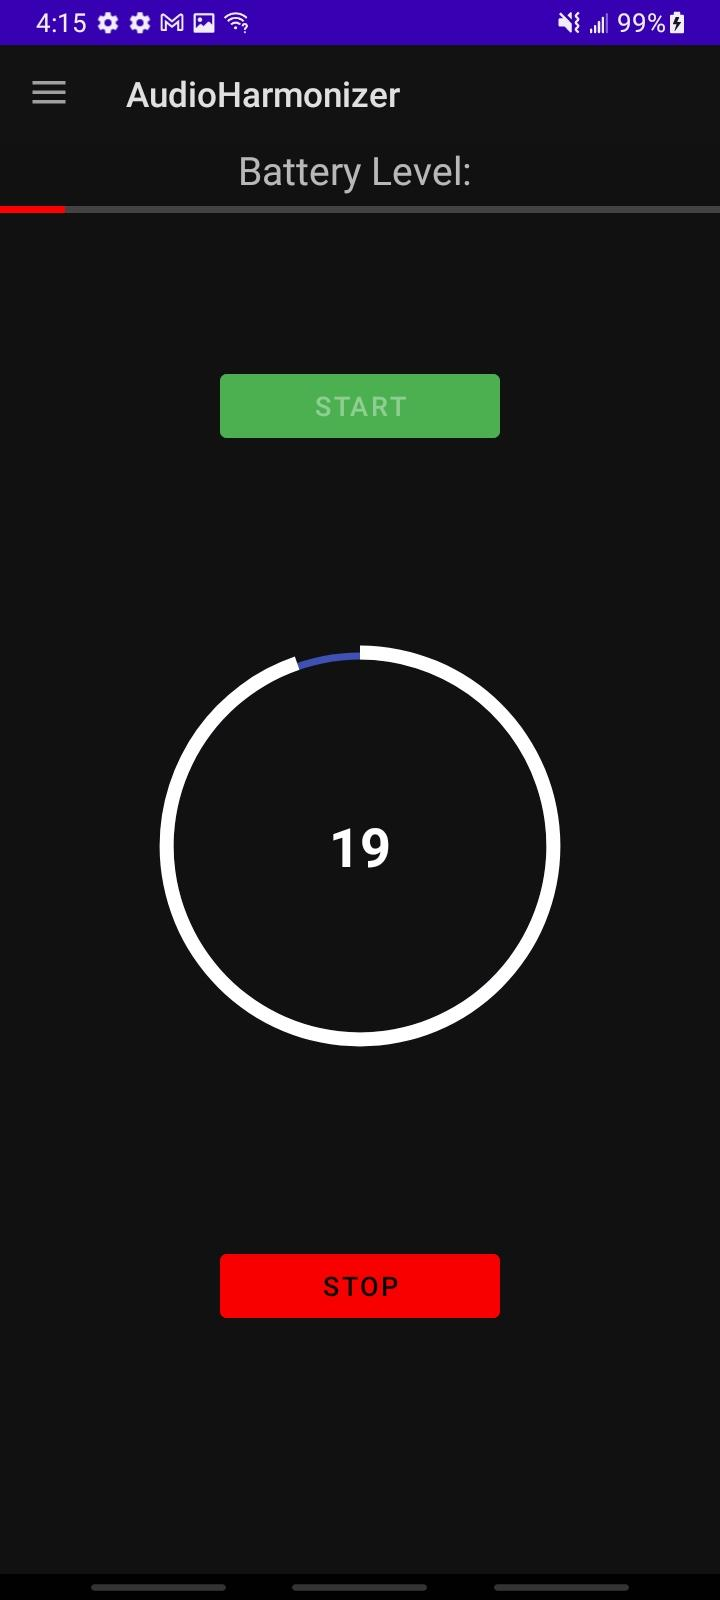 4:15 99%
AudioHarmonizer
Battery Level:
START
19
STOP